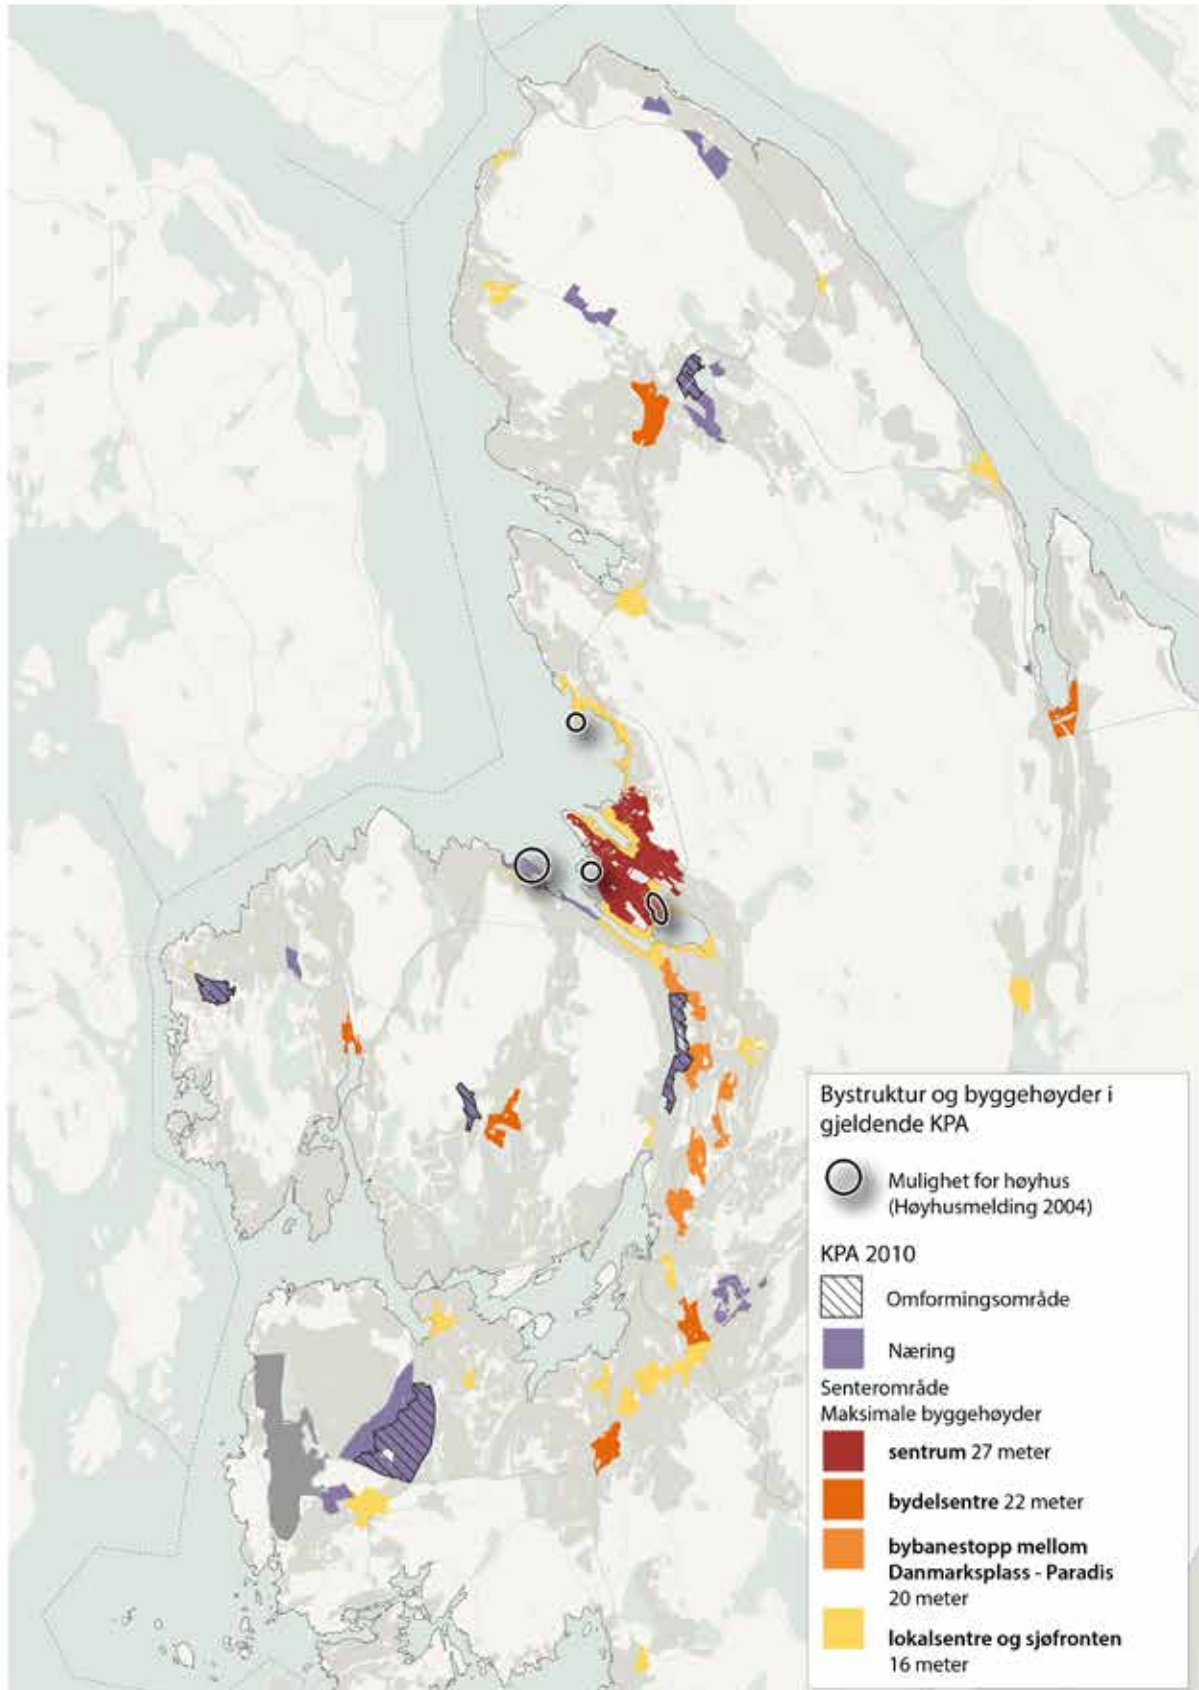 Bystruktur og byggehøyder i
gjeldende KPA
Mulighet for høyhus
(Høyhusmelding 2004)
KPA 2010
Omformingsområde
Næring
Senterområde
Maksimale byggehøyder
sentrum 27 meter
bydelsentre 22 meter
bybanestopp mellom
Danmarksplass - Paradis
20 meter
lokalsentre og sjøfronten
16 meter